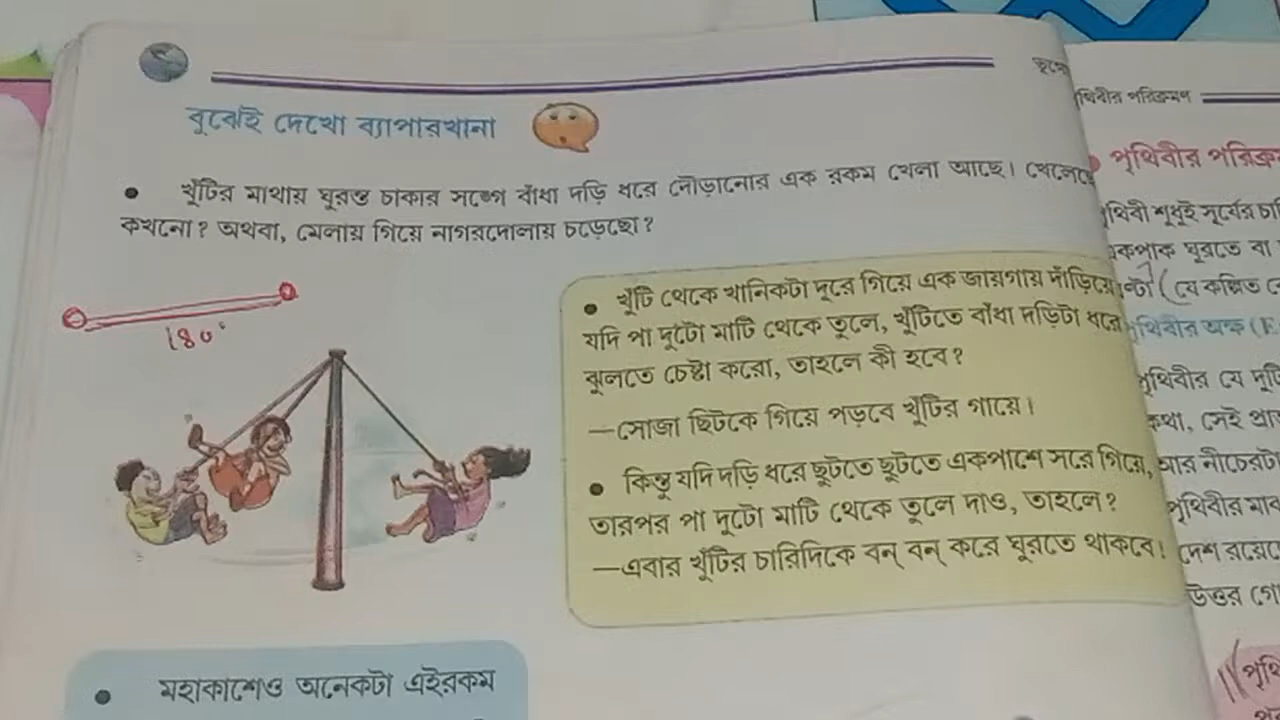 বুঝেই দেখো ব্যাপারখানা
• খুঁটির মাথায় ঘুরন্ত চাকার সঙ্গে বাঁধা দড়ি ধরে দৌড়ানোর এক রকম খেলা আছে। খেলেছো
কখনো? অথবা, মেলায় গিয়ে নাগরদোলায় চড়েছো?
180°
• খুঁটি থেকে খানিকটা দূরে গিয়ে এক জায়গায় দাঁড়িয়ে
যদি পা দুটো মাটি থেকে তুলে, খুঁটিতে বাঁধা দড়িটা ধরে
ঝুলতে চেষ্টা করো, তাহলে কী হবে?
—সোজা ছিটকে গিয়ে পড়বে খুঁটির গায়ে।
• কিন্তু যদি দড়ি ধরে ছুটতে ছুটতে একপাশে সরে গিয়ে,
তারপর পা দুটো মাটি থেকে তুলে দাও, তাহলে?
—এবার খুঁটির চারিদিকে বন্ বন্ করে ঘুরতে থাকবে!
• মহাকাশেও অনেকটা এইরকম
পৃথিবীর পরিক্রমণ
পৃথিবীর
পৃথিবী শুধুই সূর্যের
একপাক ঘুরতে বা
(যে কল্পিত
পৃথিবীর অক্ষ
পৃথিবীর যে
কথা, সেই
আর নীচেরটা
পৃথিবীর
দেশ রয়েছে
উত্তর